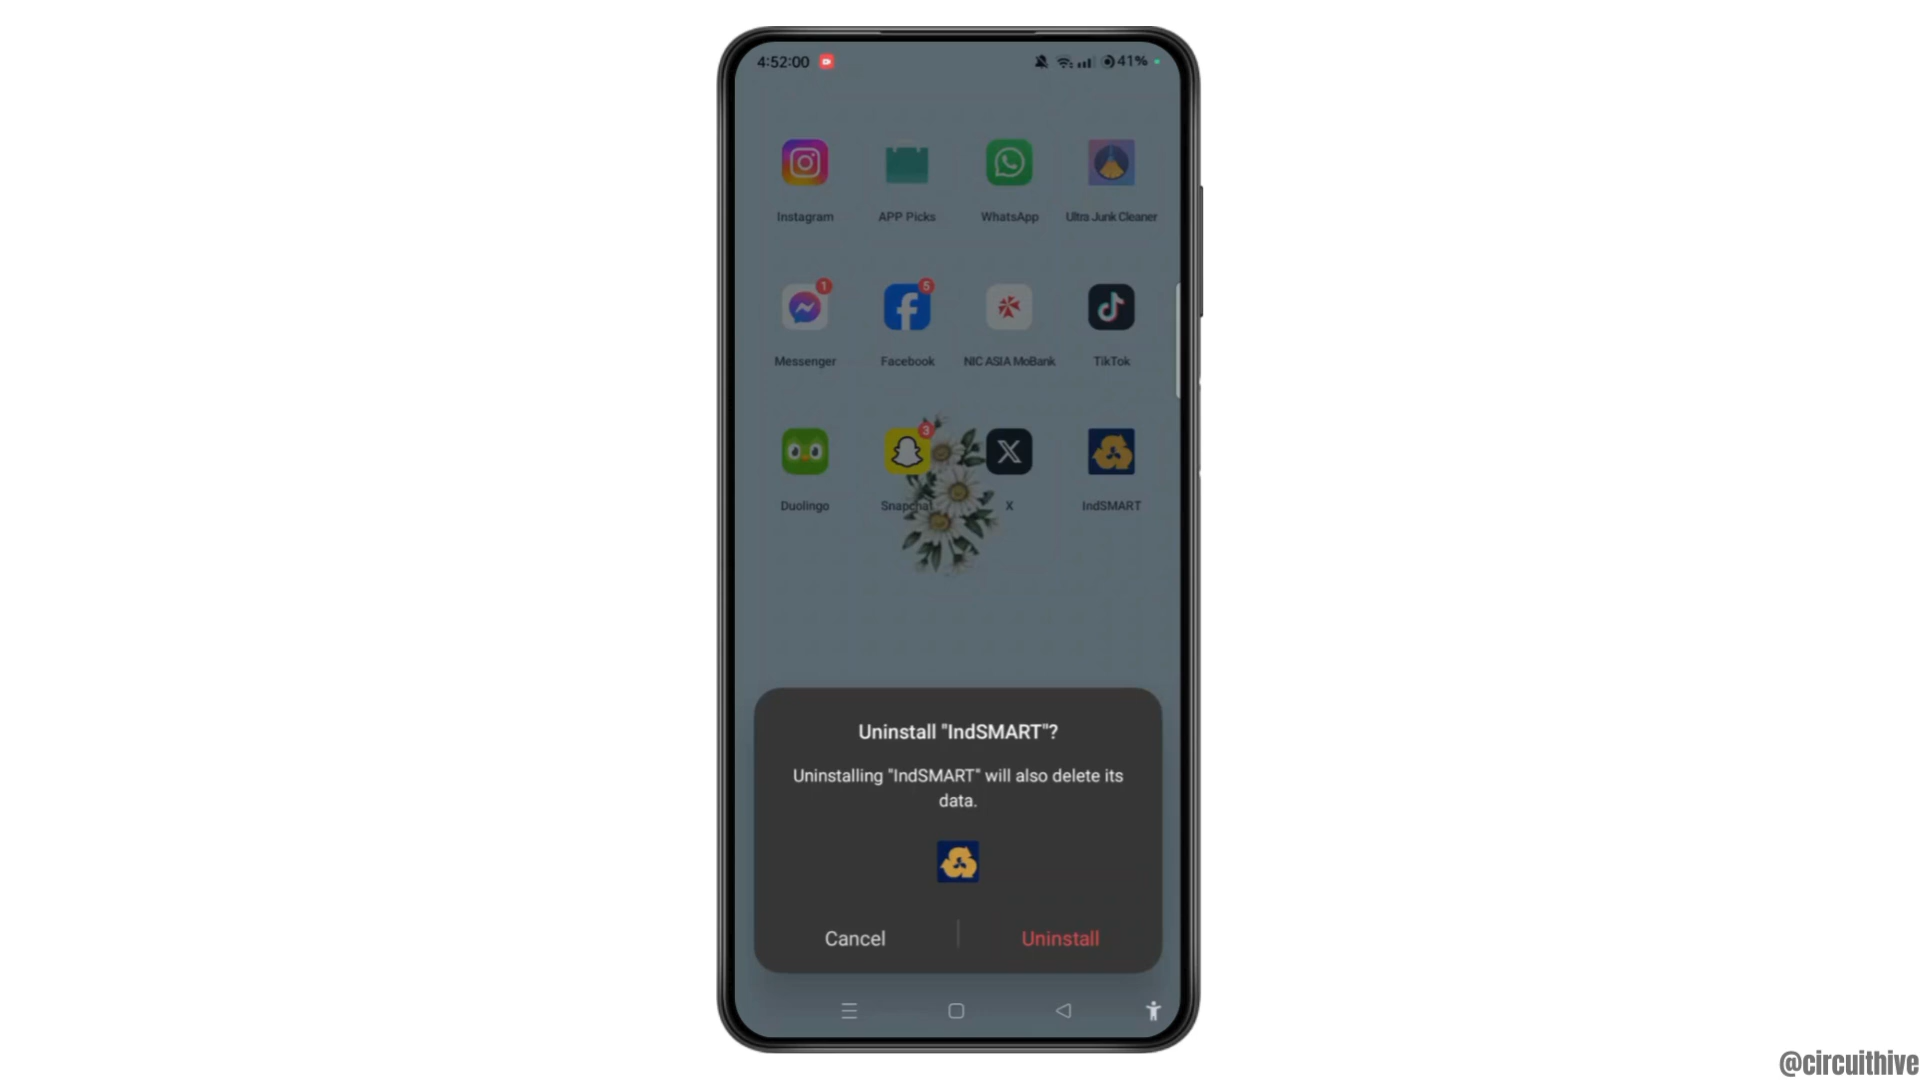 4:52:00 41%
Instagram APP Picks WhatsApp Ultra Junk Cleaner
1 5
Messenger Facebook NIC ASIA MoBank TikTok
3
Duolingo Snapchat X IndSMART
Uninstall "IndSMART"?
Uninstalling "IndSMART" will also delete its
data.
Cancel Uninstall
@circuithive